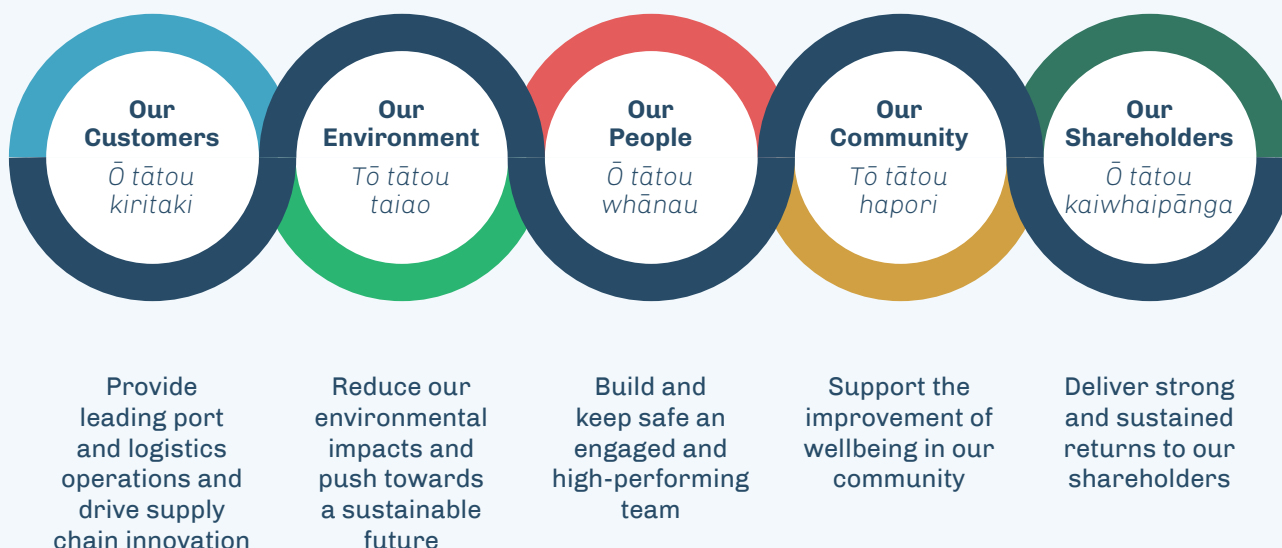 Our
Customers
Ō tātou
kiritaki
Our
Environment
Tō tātou
taiao
Our
People
Ō tātou
whānau
Our
Community
Tō tātou
hapori
Our
Shareholders
Ō tātou
kaiwhaipānga
Provide
leading port
and logistics
operations and
drive supply
chain innovation
Reduce our
environmental
impacts and
push towards
a sustainable
future
Build and
keep safe an
engaged and
high-performing
team
Support the
improvement of
wellbeing in our
community
Deliver strong
and sustained
returns to our
shareholders